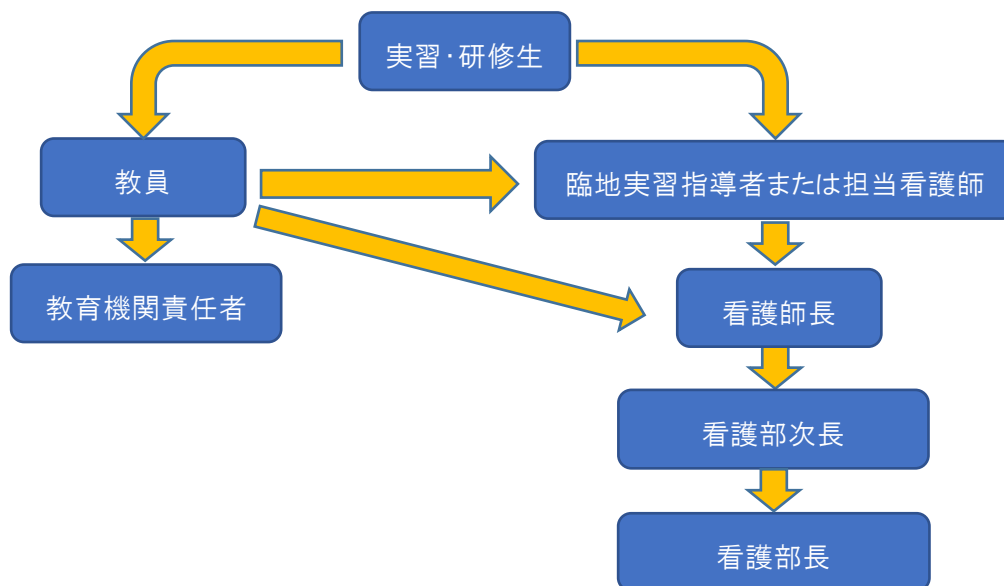 実習・研修生
教員
臨地実習指導者または担当看護師
教育機関責任者
看護師長
看護部次長
看護部長